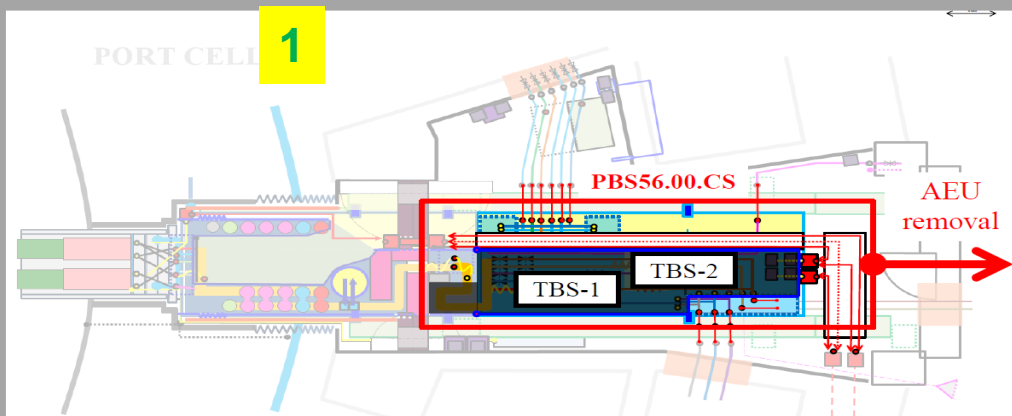 PORT CELL
1
PBS56.00.CS
AEU
removal
TBS-2
TBS-1